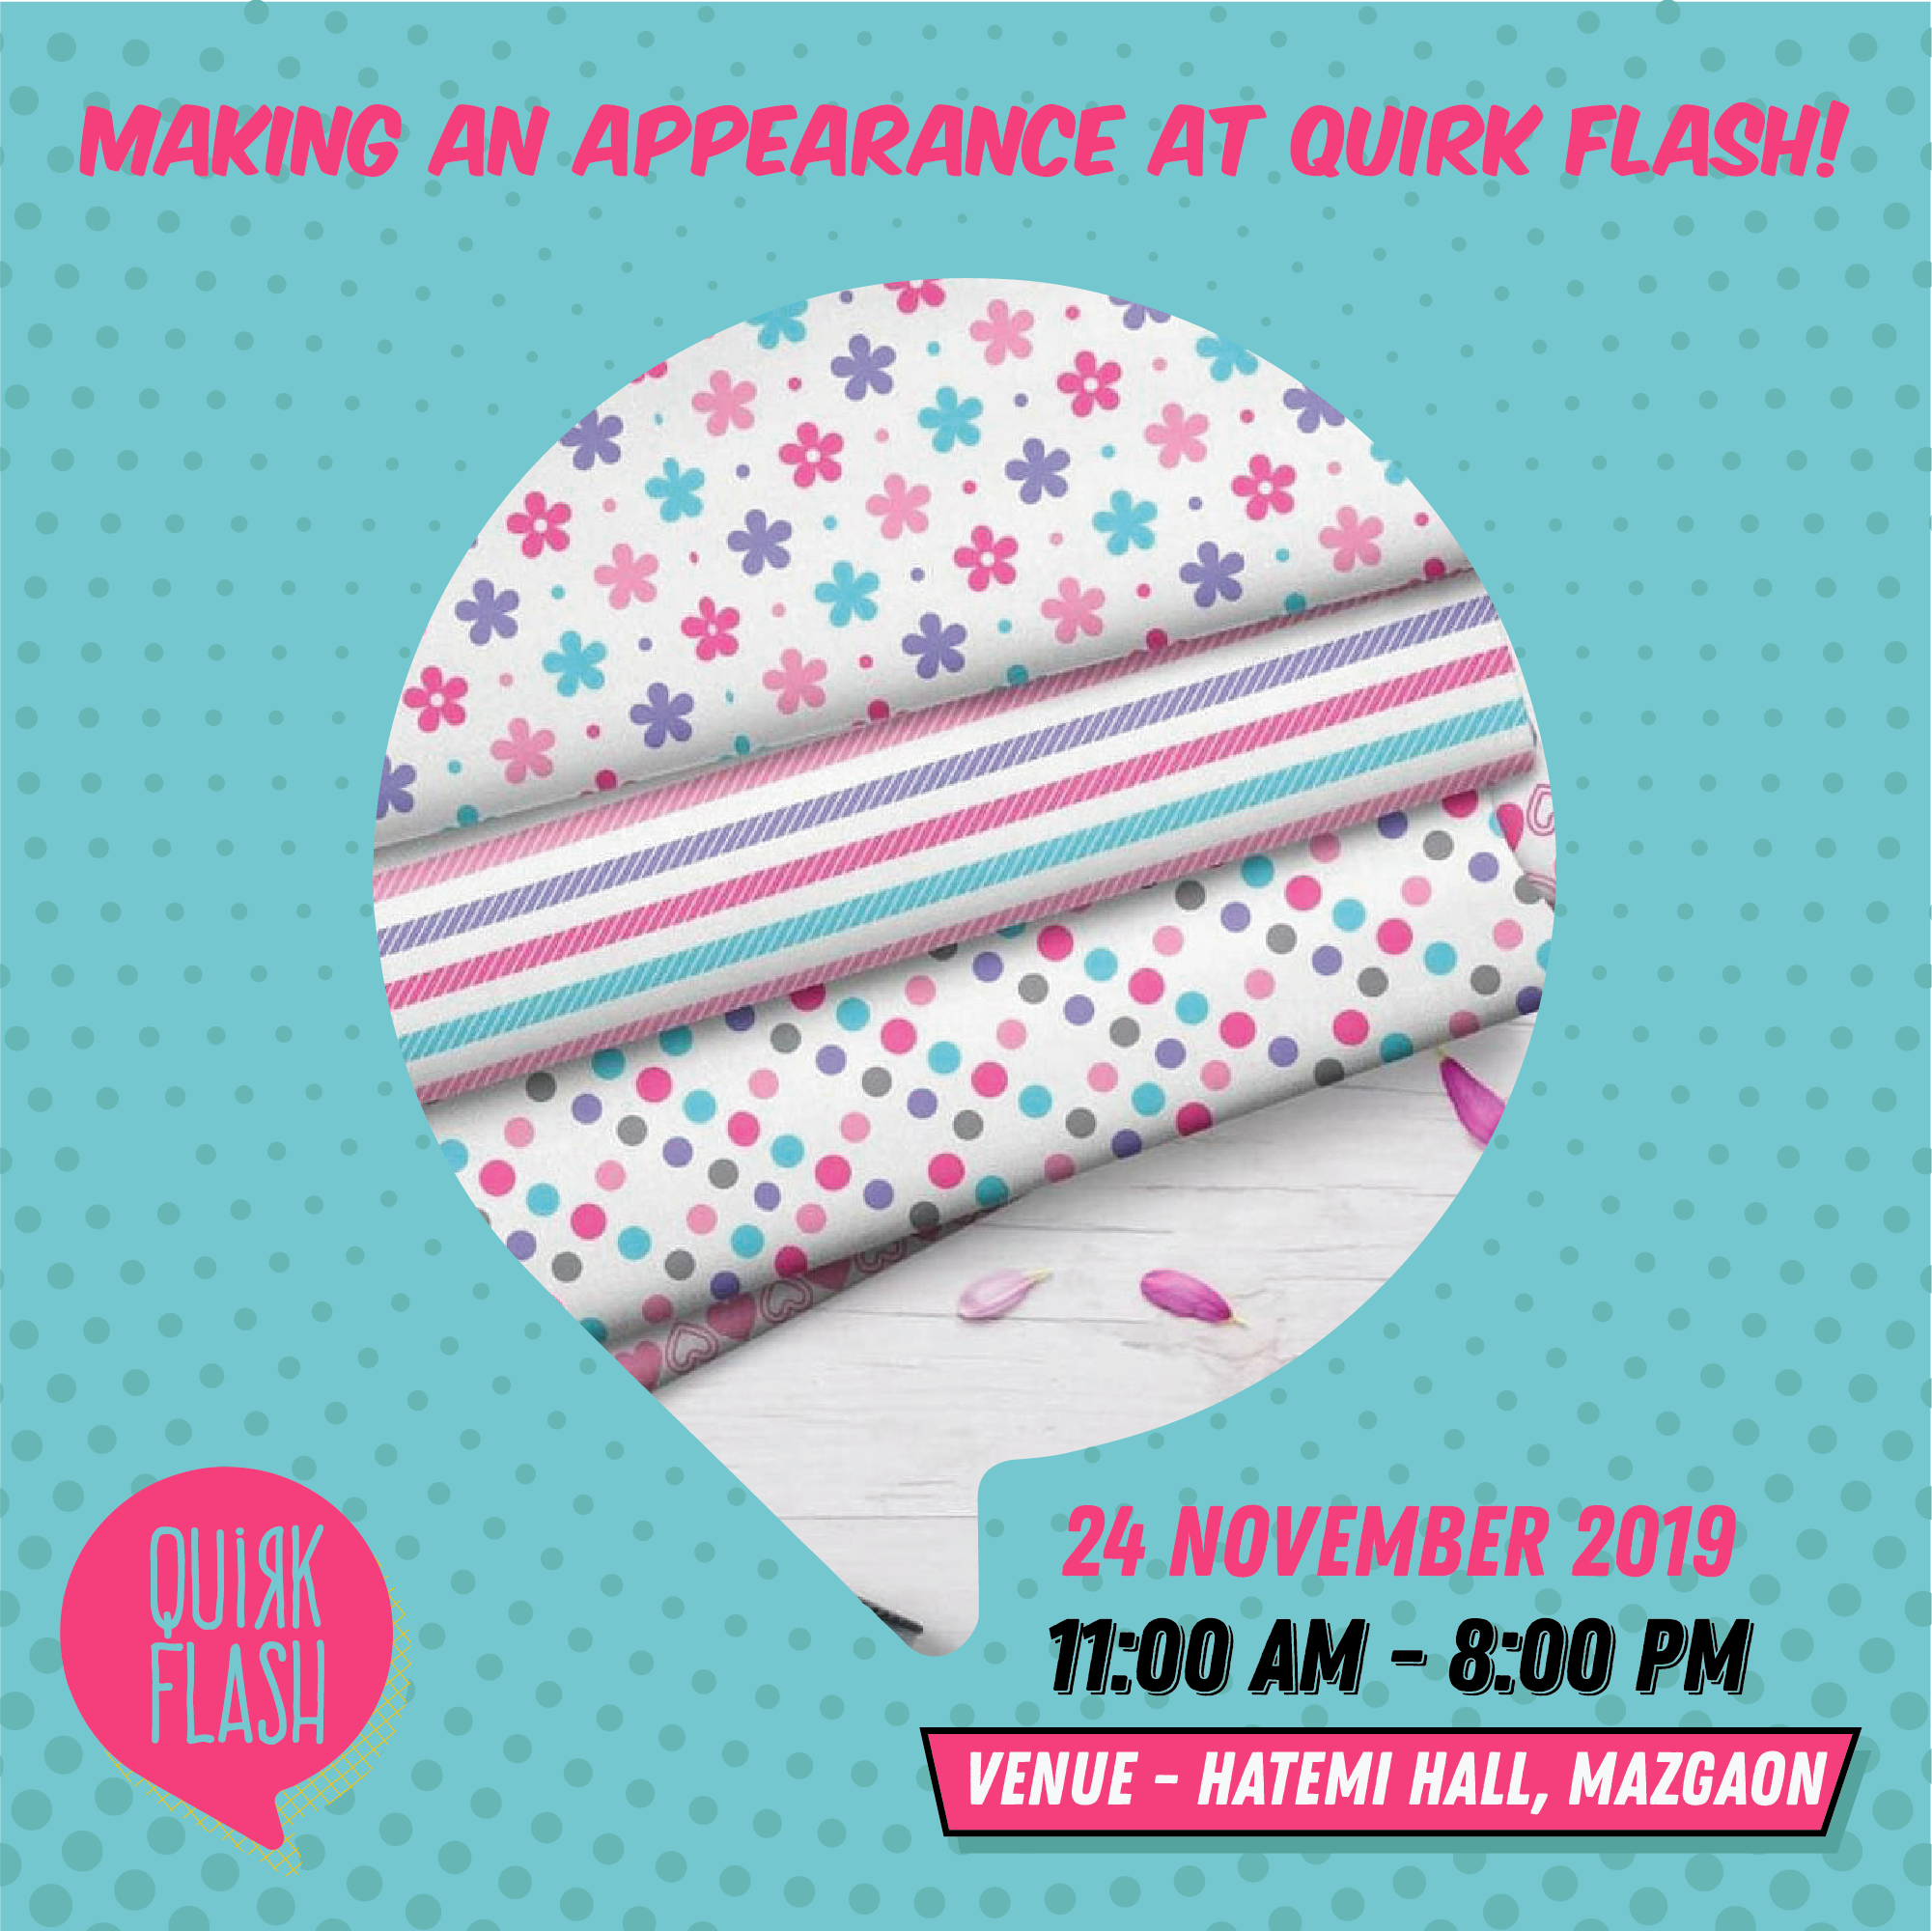 MAKING AN APPEARANCE AT QUIRK FLASH!
QUiRK
FLASH
24 NOVEMBER 2019
11:00 AM - 8:00 PM
VENUE - HATEMI HALL, MAZGAON